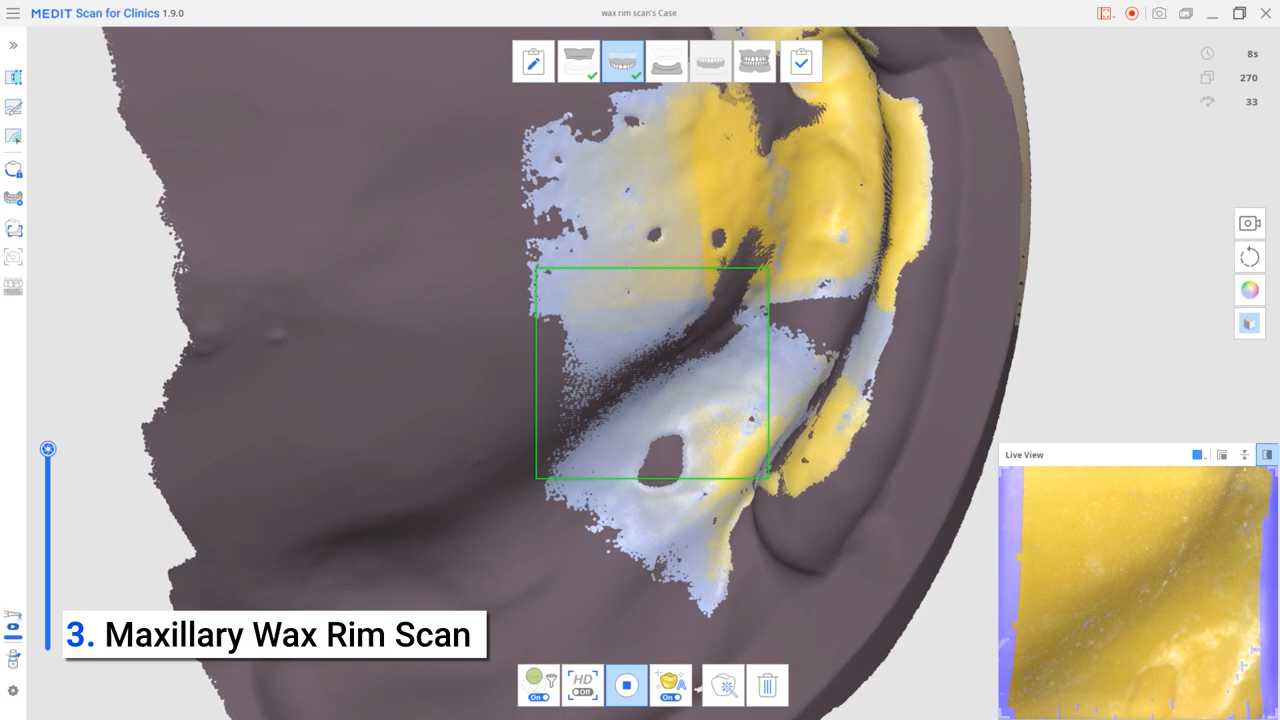 MEDIT Scan for Clinics 1.9.0
wax rim scan's Case
8s
270
33
Live View
3. Maxillary Wax Rim Scan
On
HD
Off
A
On